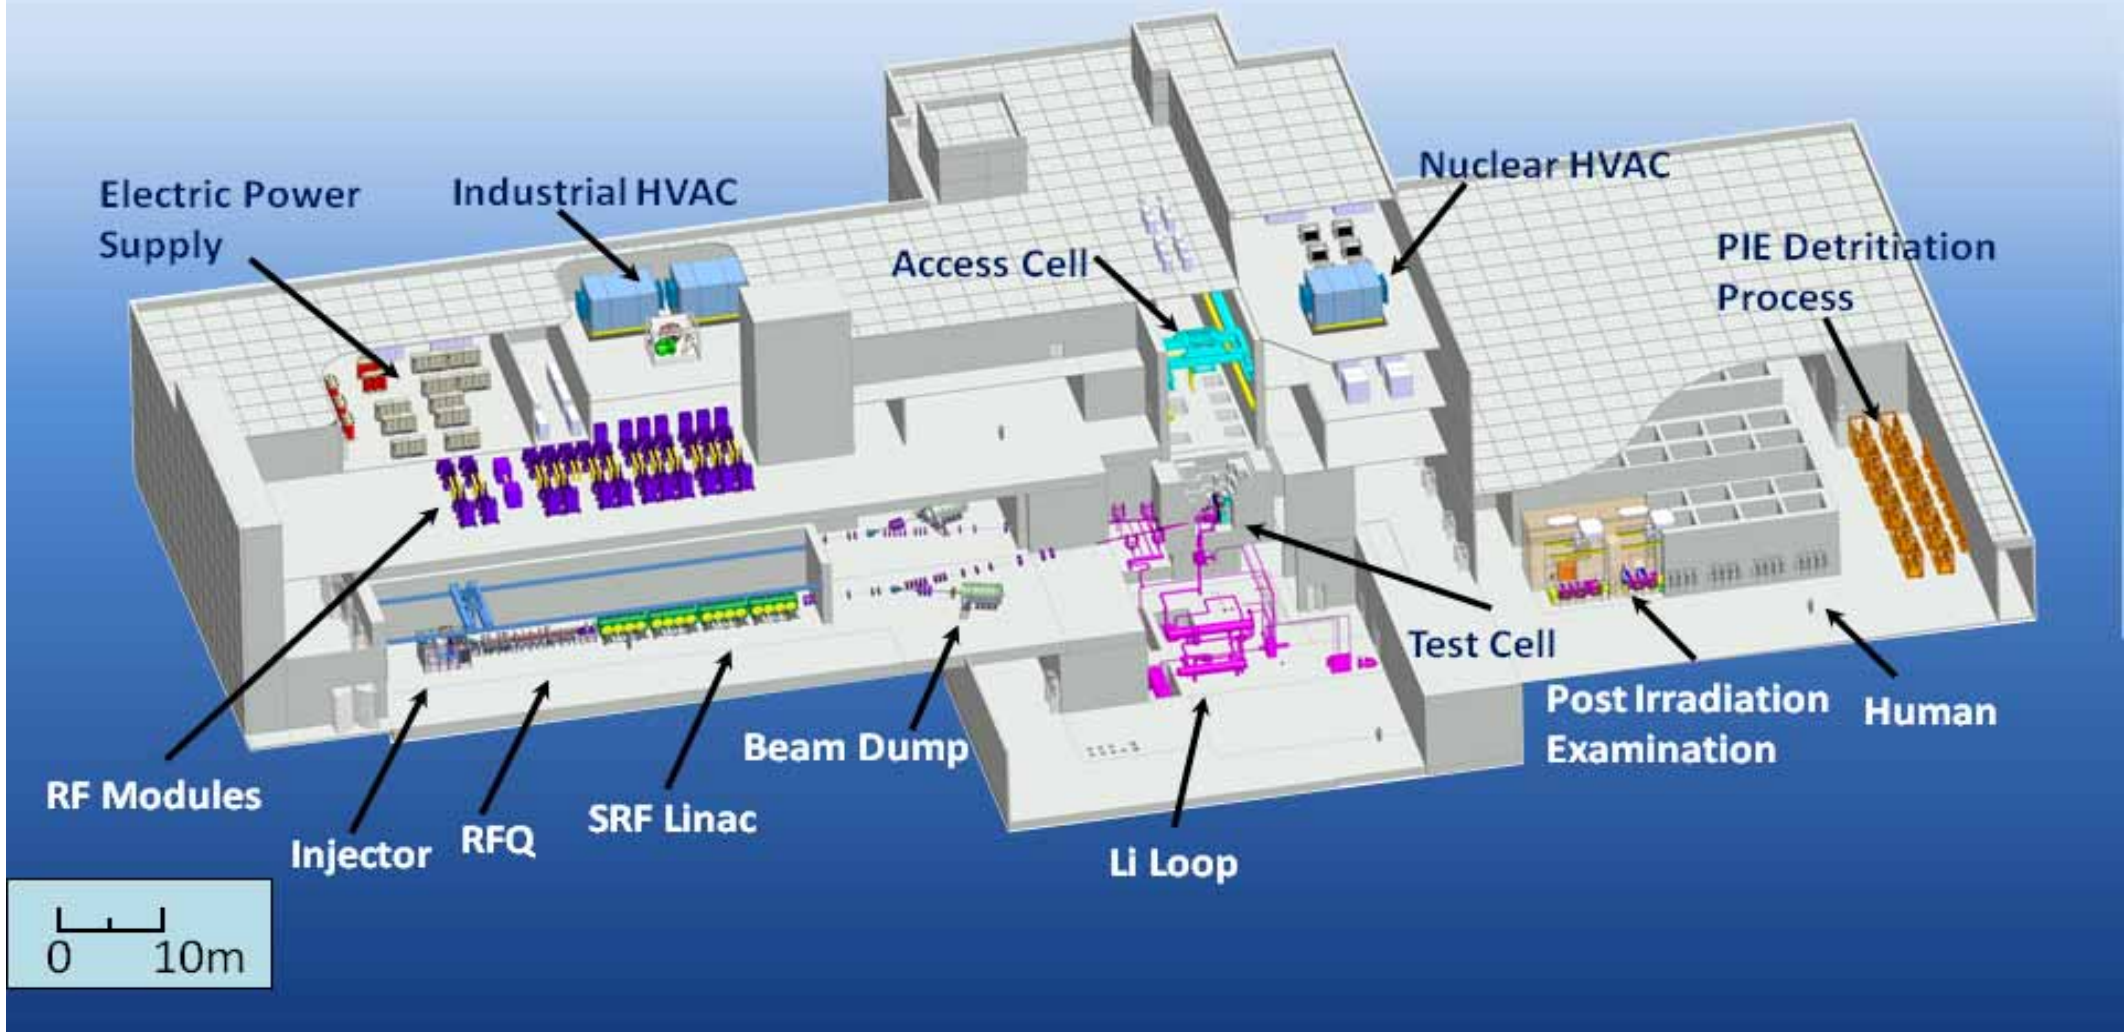 Electric Power
Supply
Industrial HVAC
Access Cell
Nuclear HVAC
PIE Detritiation
Process
RF Modules
Injector
RFQ
SRF Linac
Beam Dump
Li Loop
Test Cell
Post Irradiation
Examination
Human
0 10m